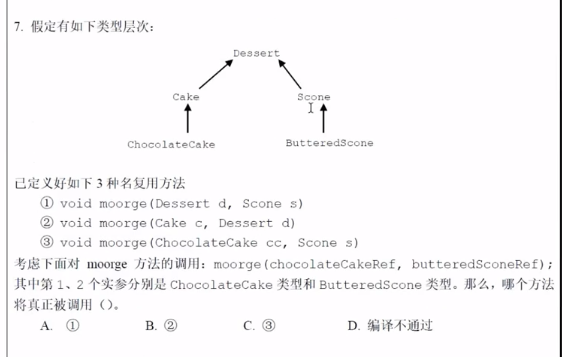 7. 假定有如下类型层次：
Dessert
Cake Scone
ChocolateCake ButteredScone
已定义好如下 3 种名复用方法
① void moorge(Dessert d, Scone s)
② void moorge(Cake c, Dessert d)
③ void moorge(ChocolateCake cc, Scone s)
考虑下面对 moorge 方法的调用：moorge(chocolateCakeRef, butteredSconeRef);
其中第 1、2 个实参分别是 ChocolateCake 类型和 ButteredScone 类型。那么，哪个方法
将真正被调用（）。
A. ① B. ② C. ③ D. 编译不通过